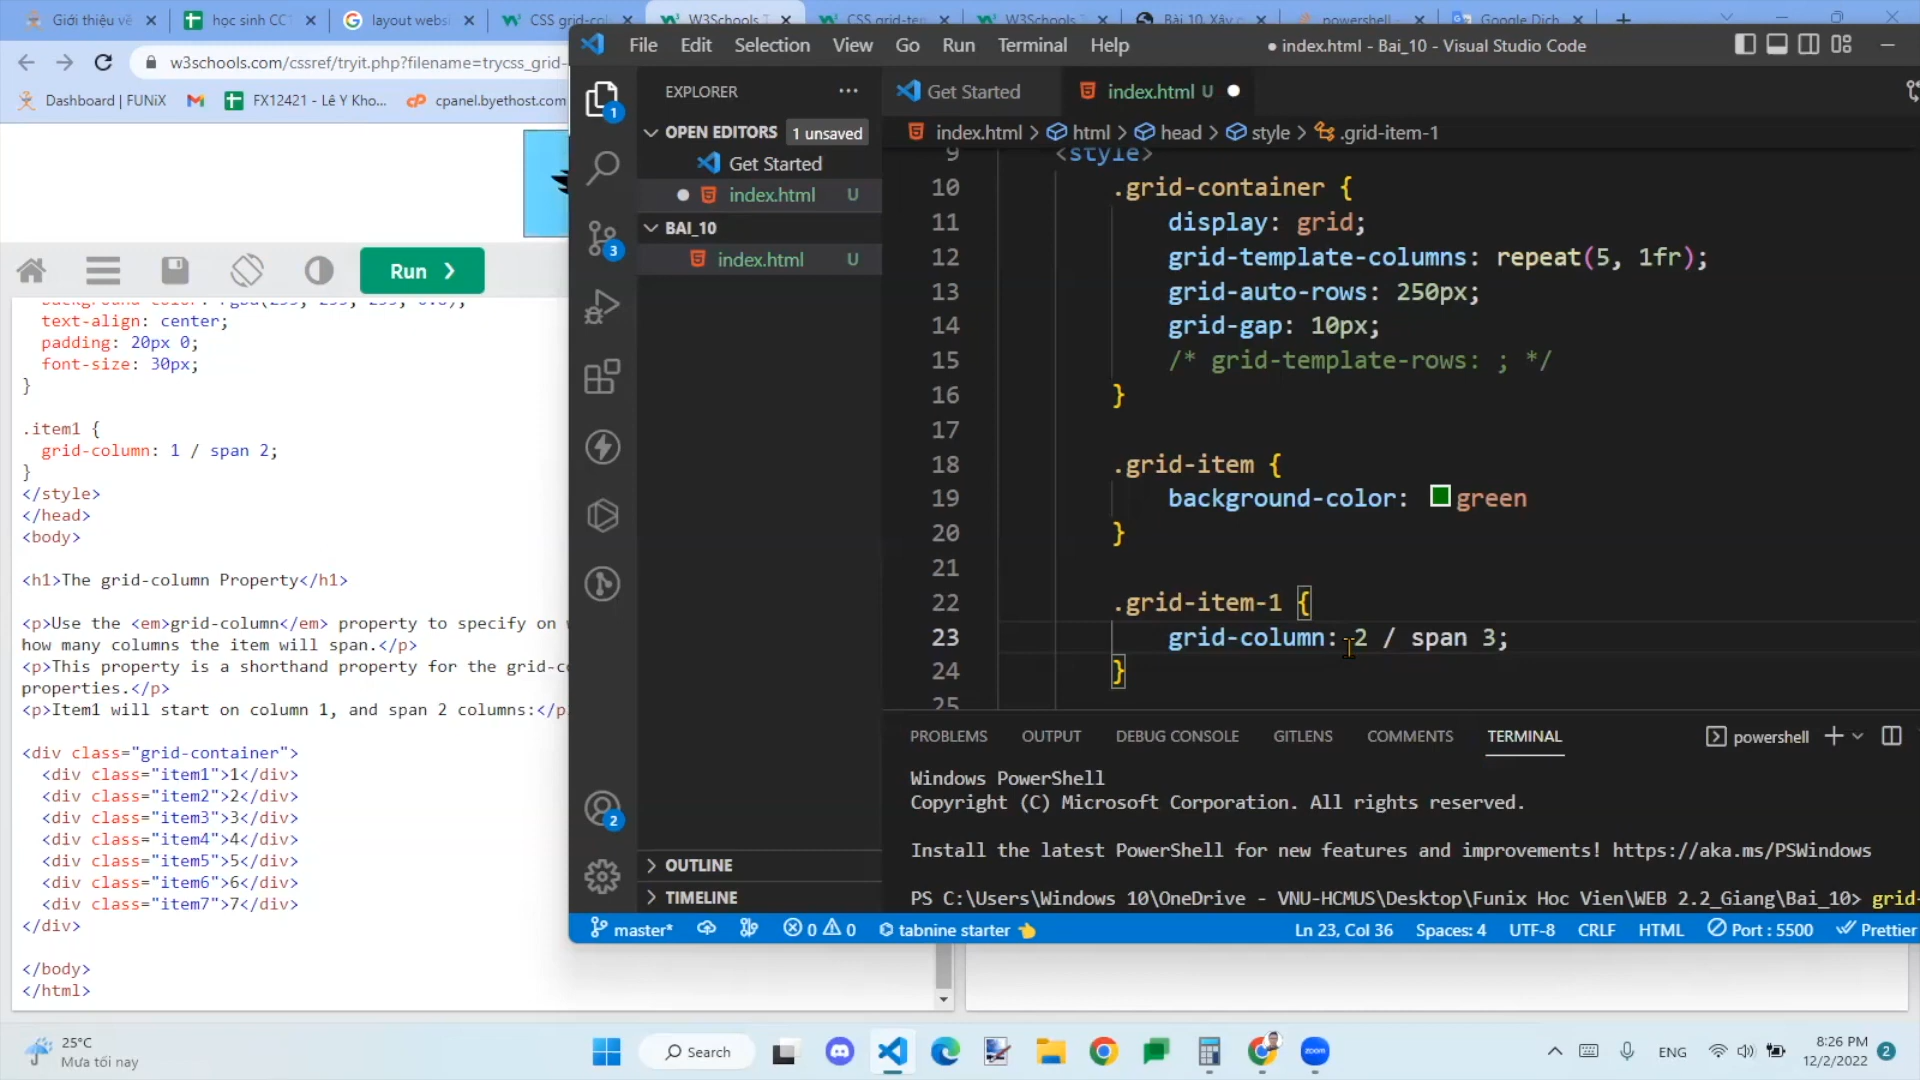 Giới thiệu về
học sinh CC1
layout websi
CSS grid-col
W3Schools T
CSS grid-ten
W3Schools T
Bài 10. Xây
powershell -
Google Dịch
w3schools.com/cssref/tryit.php?filename=trycss_grid-
Dashboard | FUNiX
FX12421 - Lê Y Kho...
cpanel.byethost.com
Run
text-align: center;
padding: 20px 0;
font-size: 30px;
}
.item1 {
grid-column: 1 / span 2;
}
</style>
</head>
<body>
<h1>The grid-column Property</h1>
<p>Use the <em>grid-column</em> property to specify on
how many columns the item will span.</p>
<p>This property is a shorthand property for the grid-c
properties.</p>
<p>Item1 will start on column 1, and span 2 columns:</p
<div class="grid-container">
<div class="item1">1</div>
<div class="item2">2</div>
<div class="item3">3</div>
<div class="item4">4</div>
<div class="item5">5</div>
<div class="item6">6</div>
<div class="item7">7</div>
</div>
</body>
</html>
File Edit Selection View Go Run Terminal Help
● index.html - Bai_10 - Visual Studio Code
EXPLORER ···
OPEN EDITORS 1 unsaved
Get Started
index.html U
BAI_10
index.html U
OUTLINE
TIMELINE
1
3
2
Get Started
index.html U
index.html > html > head > style > .grid-item-1
9 <style>
10 .grid-container {
11 display: grid;
12 grid-template-columns: repeat(5, 1fr);
13 grid-auto-rows: 250px;
14 grid-gap: 10px;
15 /* grid-template-rows: ; */
16 }
17
18 .grid-item {
19 background-color: green
20 }
21
22 .grid-item-1 {
23 grid-column: 2 / span 3;
24 }
25
PROBLEMS OUTPUT DEBUG CONSOLE GITLENS COMMENTS TERMINAL
powershell
Windows PowerShell
Copyright (C) Microsoft Corporation. All rights reserved.
Install the latest PowerShell for new features and improvements! https://aka.ms/PSWindows
PS C:\Users\Windows 10\OneDrive - VNU-HCMUS\Desktop\Funix Hoc Vien\WEB 2.2_Giang\Bai_10> grid-
master* 0 0 tabnine starter Ln 23, Col 36 Spaces: 4 UTF-8 CRLF HTML Port : 5500 Prettier
25°C
Mưa tối nay
Search
zoom
ENG
8:26 PM
12/2/2022
2